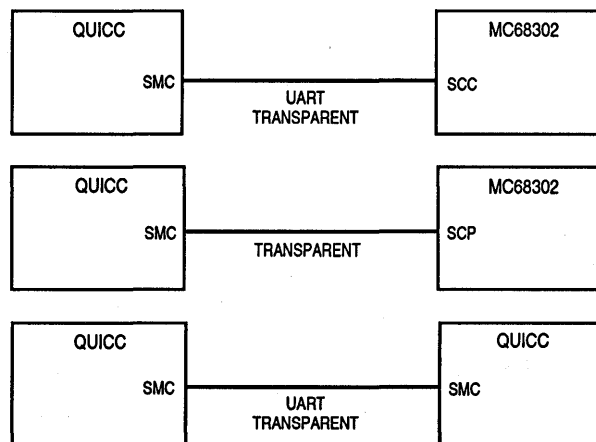 QUICC MC68302
SMC SCC
UART
TRANSPARENT
QUICC MC68302
SMC SCP
TRANSPARENT
QUICC QUICC
SMC SMC
UART
TRANSPARENT